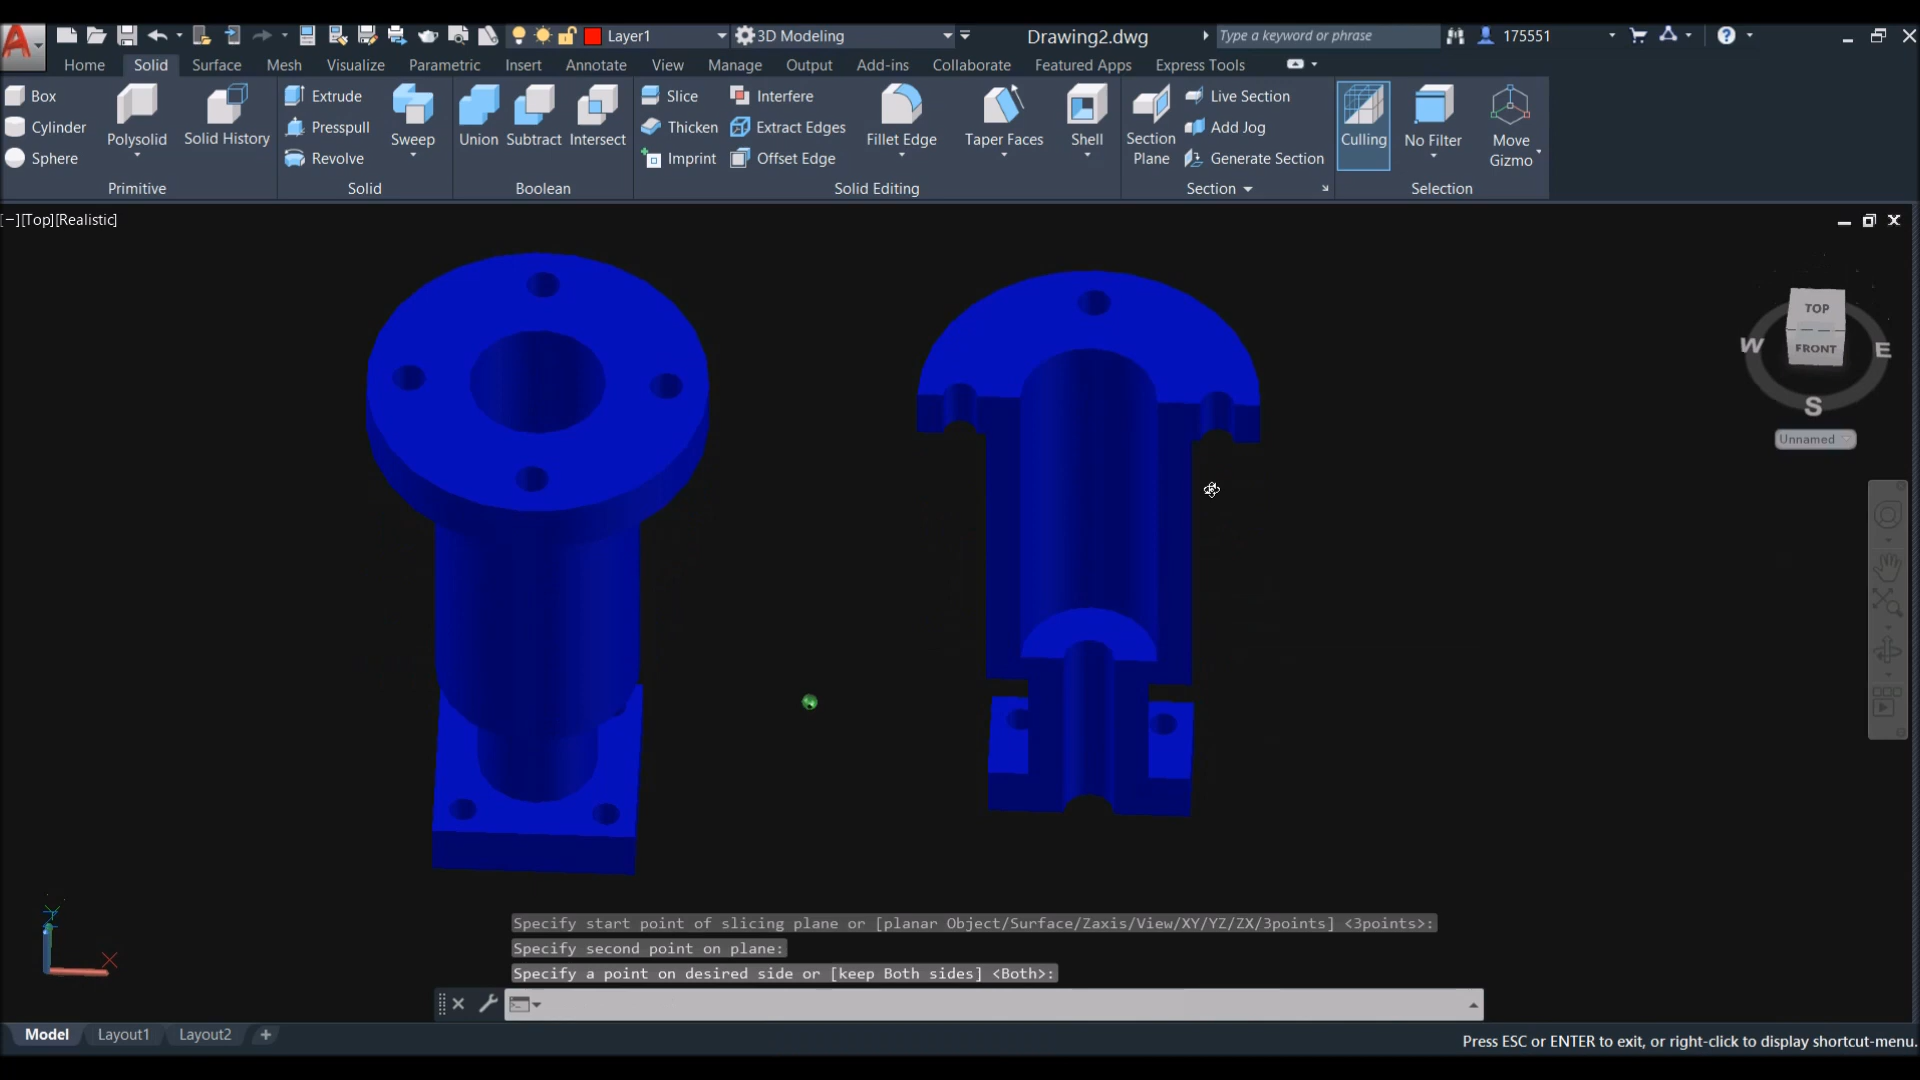 Layer1 3D Modeling Drawing2.dwg Type a keyword or phrase 175551
Home Solid Surface Mesh Visualize Parametric Insert Annotate View Manage Output Add-ins Collaborate Featured Apps Express Tools
Box Extrude Slice Interfere Live Section
Cylinder Presspull Thicken Extract Edges Add Jog
Polysolid Solid History Sweep Union Subtract Intersect Fillet Edge Taper Faces Shell Section Plane Culling No Filter Move Gizmo
Sphere Revolve Imprint Offset Edge Generate Section
Primitive Solid Boolean Solid Editing Section Selection
[−][Top][Realistic]
TOP
W FRONT E
S
Unnamed
Y
X
Specify start point of slicing plane or [planar Object/Surface/Zaxis/View/XY/YZ/ZX/3points] <3points>:
Specify second point on plane:
Specify a point on desired side or [keep Both sides] <Both>:
Model Layout1 Layout2 +
Press ESC or ENTER to exit, or right-click to display shortcut-menu.